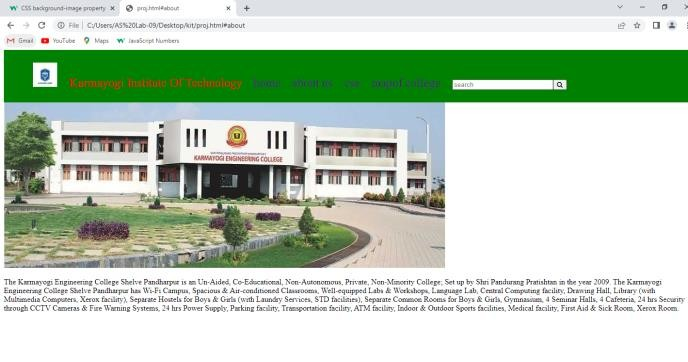 CSS background-image property
proj.html#about
File | C:/Users/AS%20Lab-09/Desktop/kit/proj.html#about
Gmail YouTube Maps JavaScript Numbers
Karmayogi Institute Of Technology home about us cse mapof college search
KARMAYOGI ENGINEERING COLLEGE
The Karmayogi Engineering College Shelve Pandharpur is an Un-Aided, Co-Educational, Non-Autonomous, Private, Non-Minority College; Set up by Shri Pandurang Pratishtan in the year 2009. The Karmayogi
Engineering College Shelve Pandharpur has Wi-Fi Campus, Spacious & Air-conditioned Classrooms, Well-equipped Labs & Workshops, Language Lab, Central Computing facility, Drawing Hall, Library (with
Multimedia Computers, Xerox facility), Separate Hostels for Boys & Girls (with Laundry Services, STD facilities), Separate Common Rooms for Boys & Girls, Gymnasium, 4 Seminar Halls, 4 Cafeteria, 24 hrs Security
through CCTV Cameras & Fire Warning Systems, 24 hrs Power Supply, Parking facility, Transportation facility, ATM facility, Indoor & Outdoor Sports facilities, Medical facility, First Aid & Sick Room, Xerox Room.